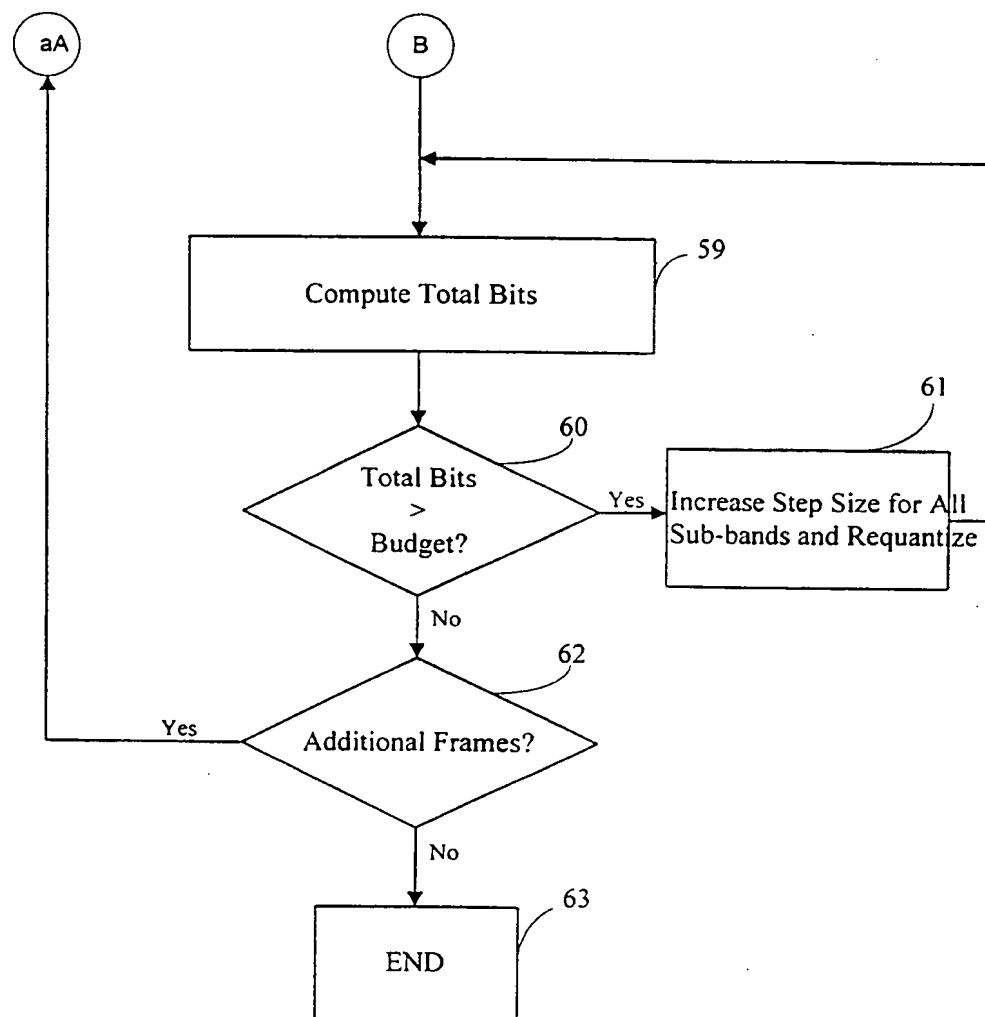 aA
B
59
Compute Total Bits
60
61
Total Bits
>
Budget?
Yes
Increase Step Size for All
Sub-bands and Requantize
No
62
Yes
Additional Frames?
No
63
END